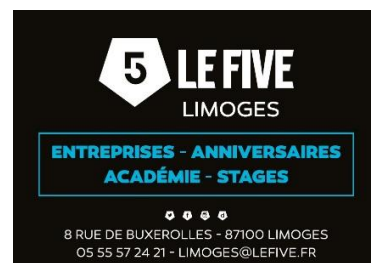 5 LE FIVE
LIMOGES
ENTREPRISES - ANNIVERSAIRES
ACADÉMIE - STAGES
8 RUE DE BUXEROLLES - 87100 LIMOGES
05 55 57 24 21 - LIMOGES@LEFIVE.FR